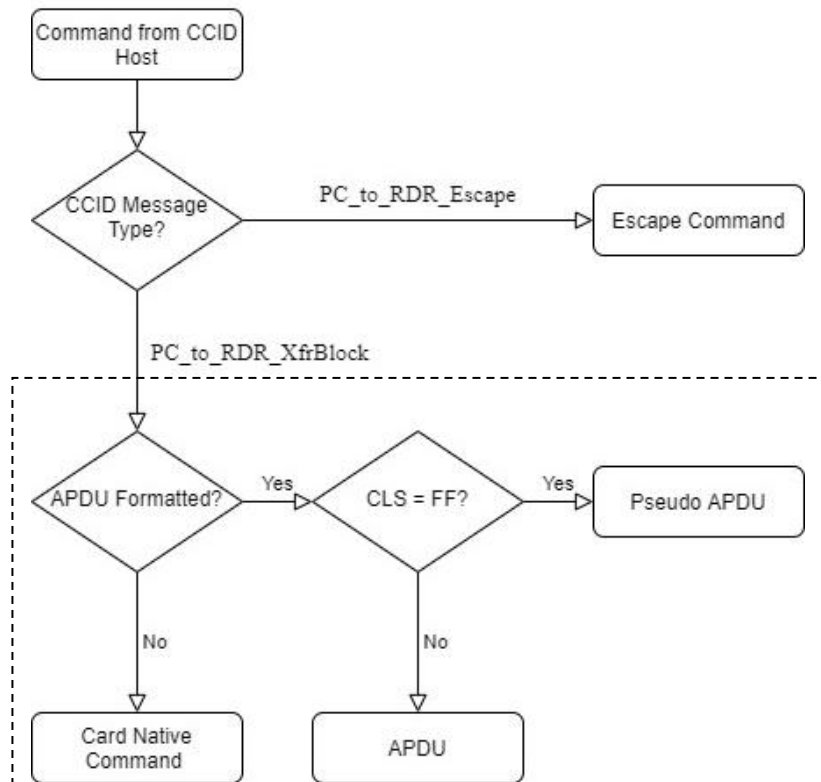 Command from CCID
Host
CCID Message
Type?
PC_to_RDR_Escape
Escape Command
PC_to_RDR_XfrBlock
APDU Formatted?
Yes
CLS = FF?
Yes
Pseudo APDU
No
No
Card Native
Command
APDU